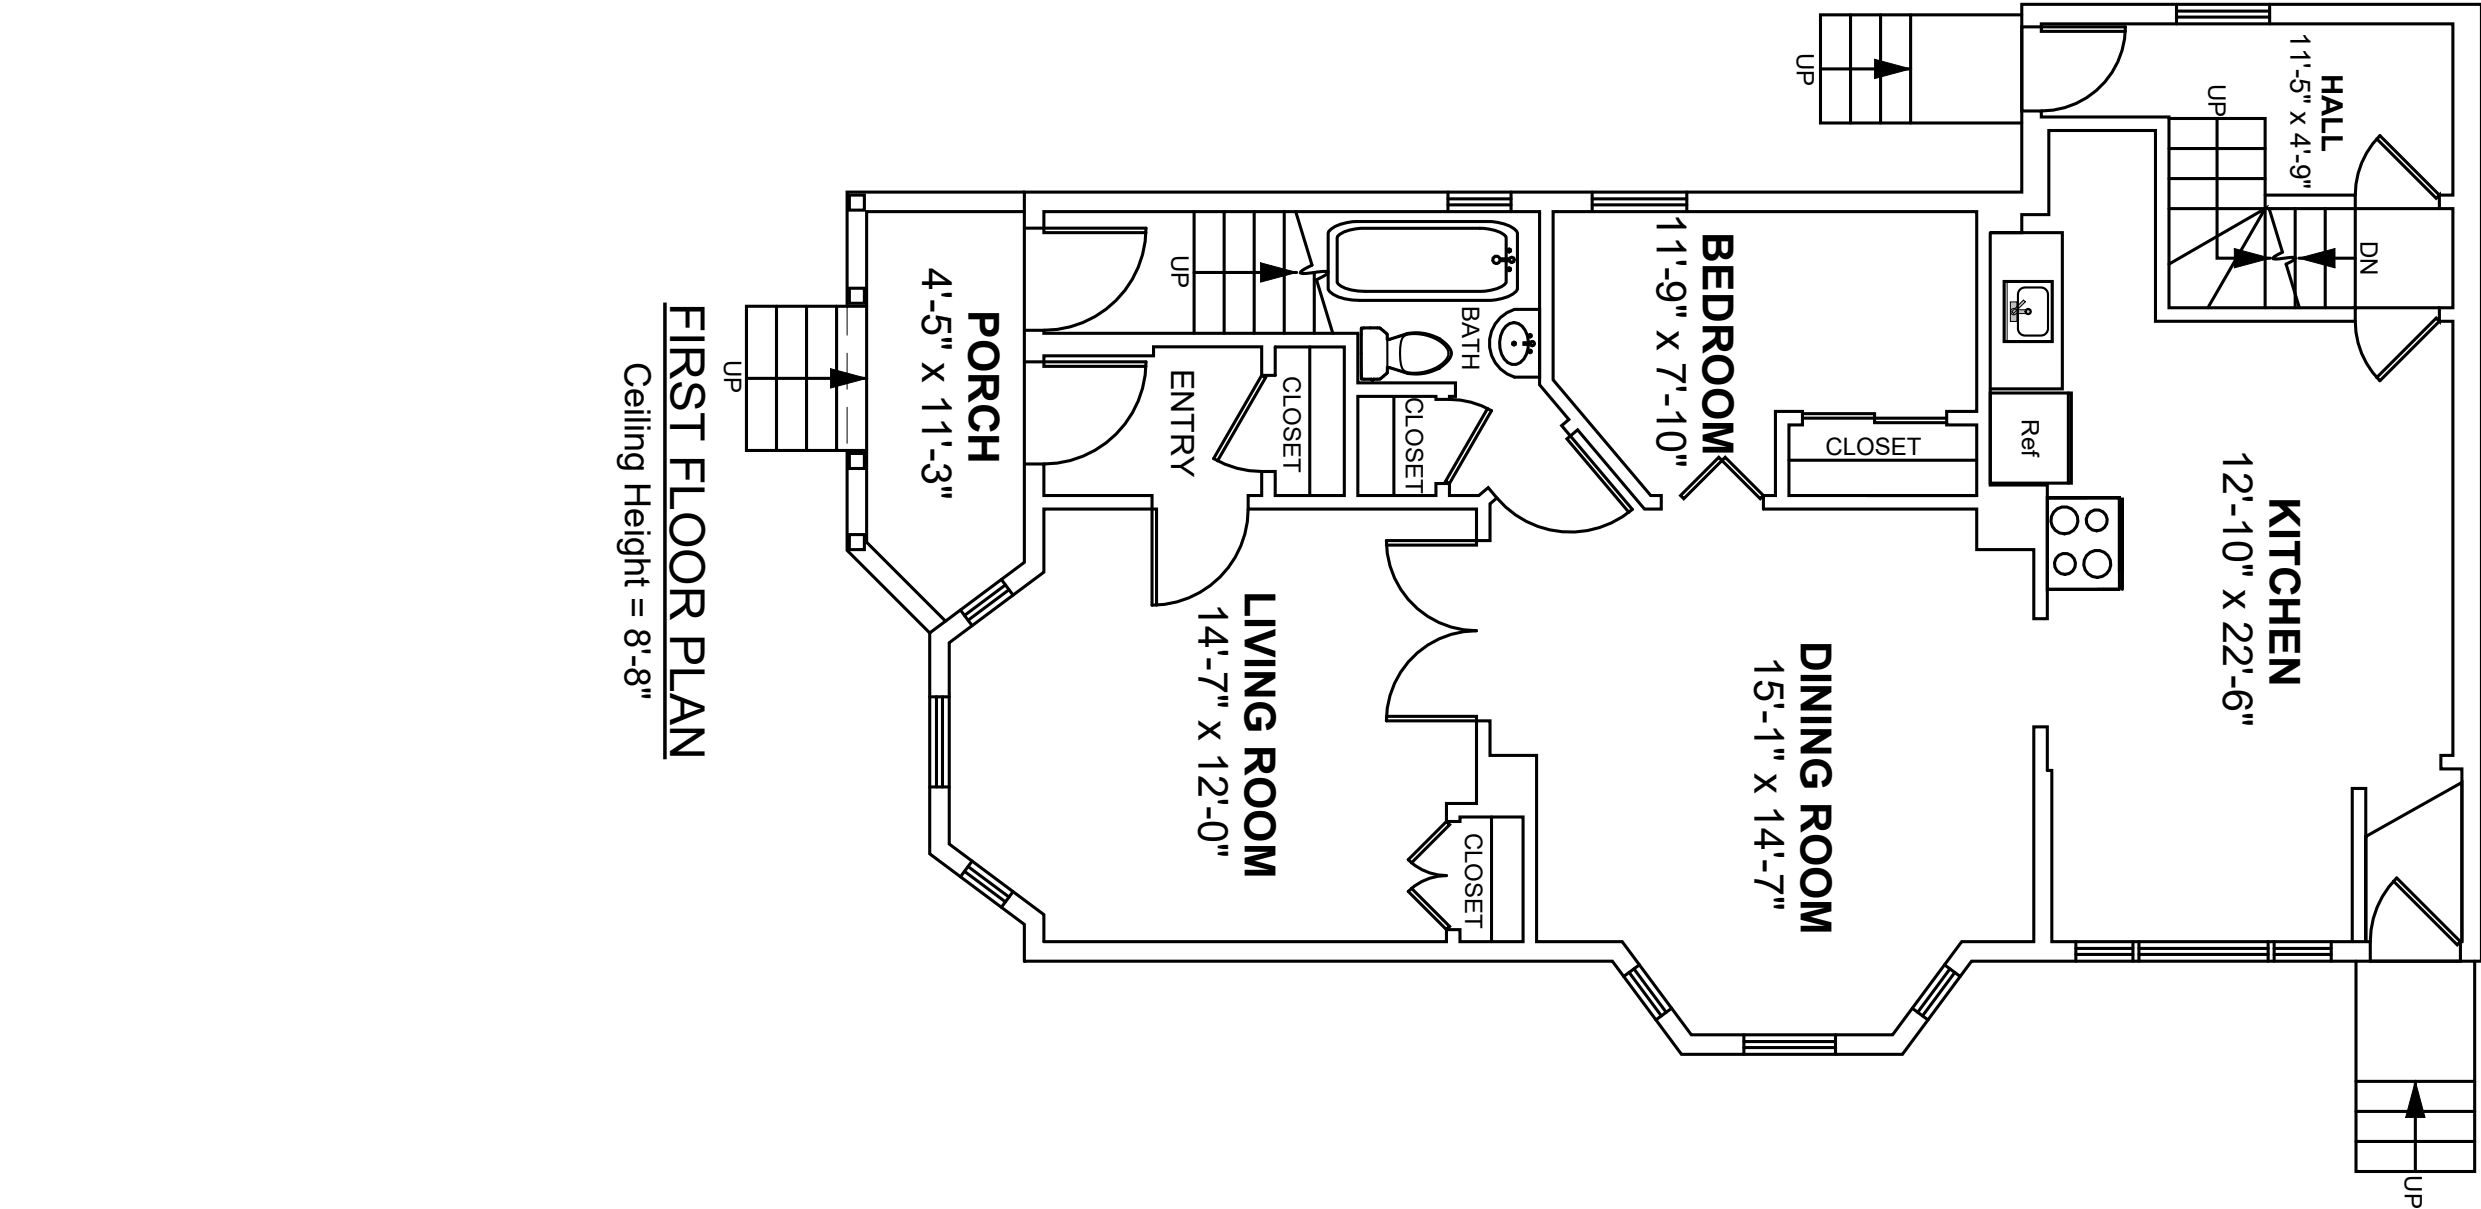 HALL
11'-5" x 4'-9"
UP
DN
UP
KITCHEN
12'-10" x 22'-6"
Ref
BEDROOM
11'-9" x 7'-10"
CLOSET
DINING ROOM
15'-1" x 14'-7"
BATH
CLOSET
CLOSET
UP
ENTRY
LIVING ROOM
14'-7" x 12'-0"
CLOSET
PORCH
4'-5" x 11'-3"
UP
UP
FIRST FLOOR PLAN
Ceiling Height = 8'-8"